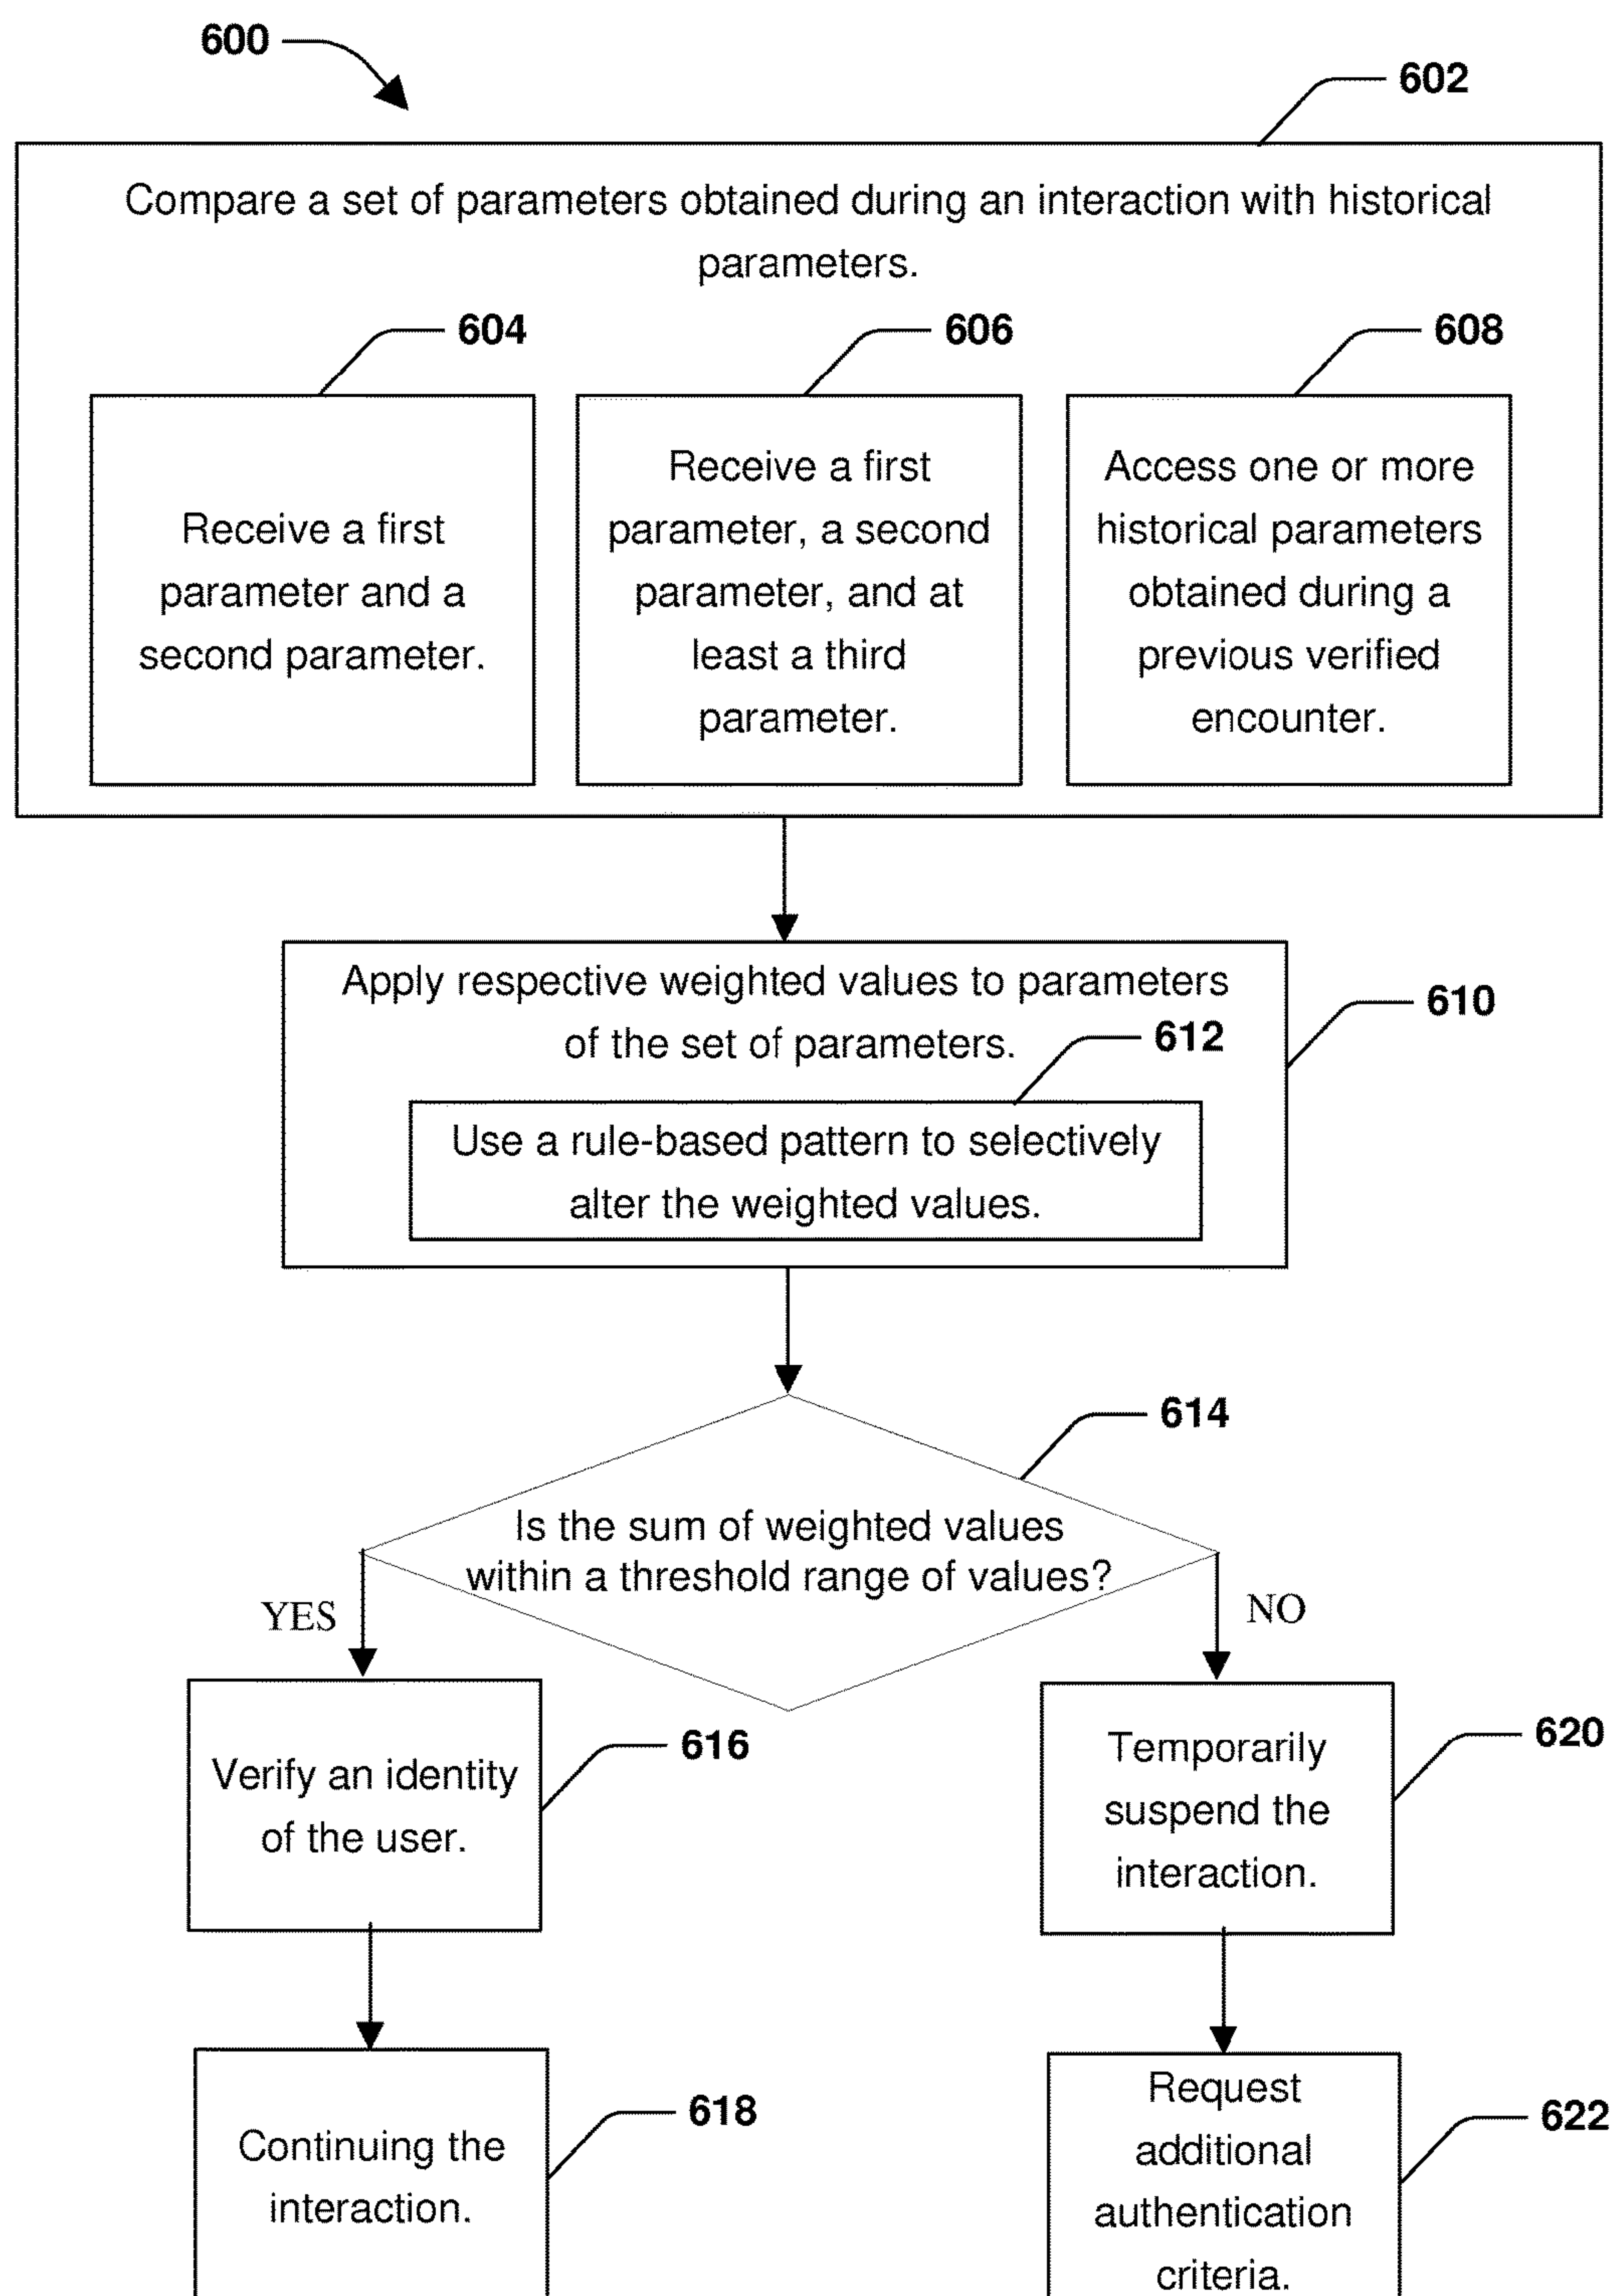 600
602
Compare a set of parameters obtained during an interaction with historical
parameters.
604
606
608
Receive a first
parameter and a
second parameter.
Receive a first
parameter, a second
parameter, and at
least a third
parameter.
Access one or more
historical parameters
obtained during a
previous verified
encounter.
Apply respective weighted values to parameters
of the set of parameters.
610
612
Use a rule-based pattern to selectively
alter the weighted values.
614
Is the sum of weighted values
within a threshold range of values?
YES
NO
Verify an identity
of the user.
616
Temporarily
suspend the
interaction.
620
Continuing the
interaction.
618
Request
additional
authentication
criteria.
622